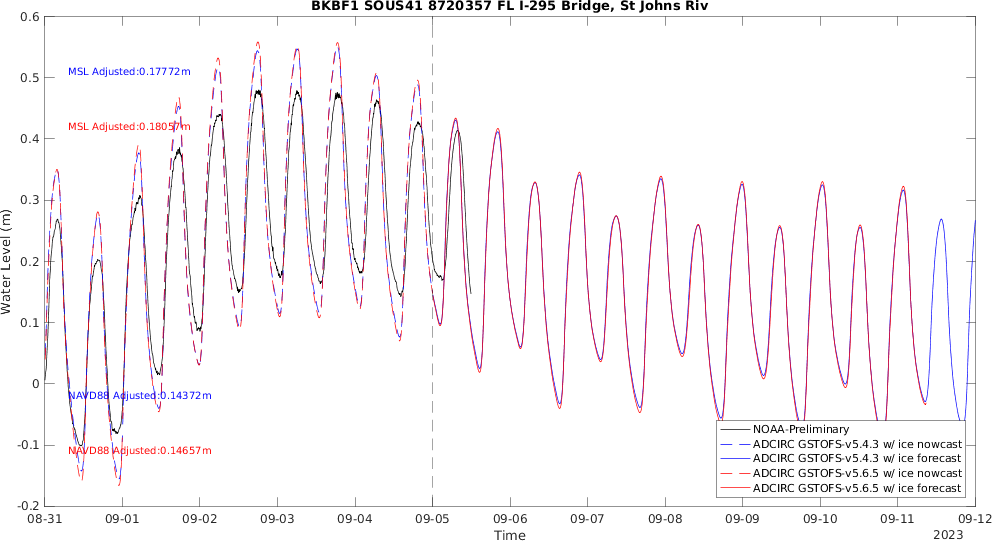 BKBF1 SOUS41 8720357 FL I-295 Bridge, St Johns Riv
0.6
0.5
0.4
0.3
0.2
0.1
0
-0.1
-0.2
Water Level (m)
MSL Adjusted:0.17772m
MSL Adjusted:0.18057m
NAVD88 Adjusted:0.14372m
NAVD88 Adjusted:0.14657m
NOAA-Preliminary
ADCIRC GSTOFS-v5.4.3 w/ ice nowcast
ADCIRC GSTOFS-v5.4.3 w/ ice forecast
ADCIRC GSTOFS-v5.6.5 w/ ice nowcast
ADCIRC GSTOFS-v5.6.5 w/ ice forecast
08-31 09-01 09-02 09-03 09-04 09-05 09-06 09-07 09-08 09-09 09-10 09-11 09-12
Time
2023